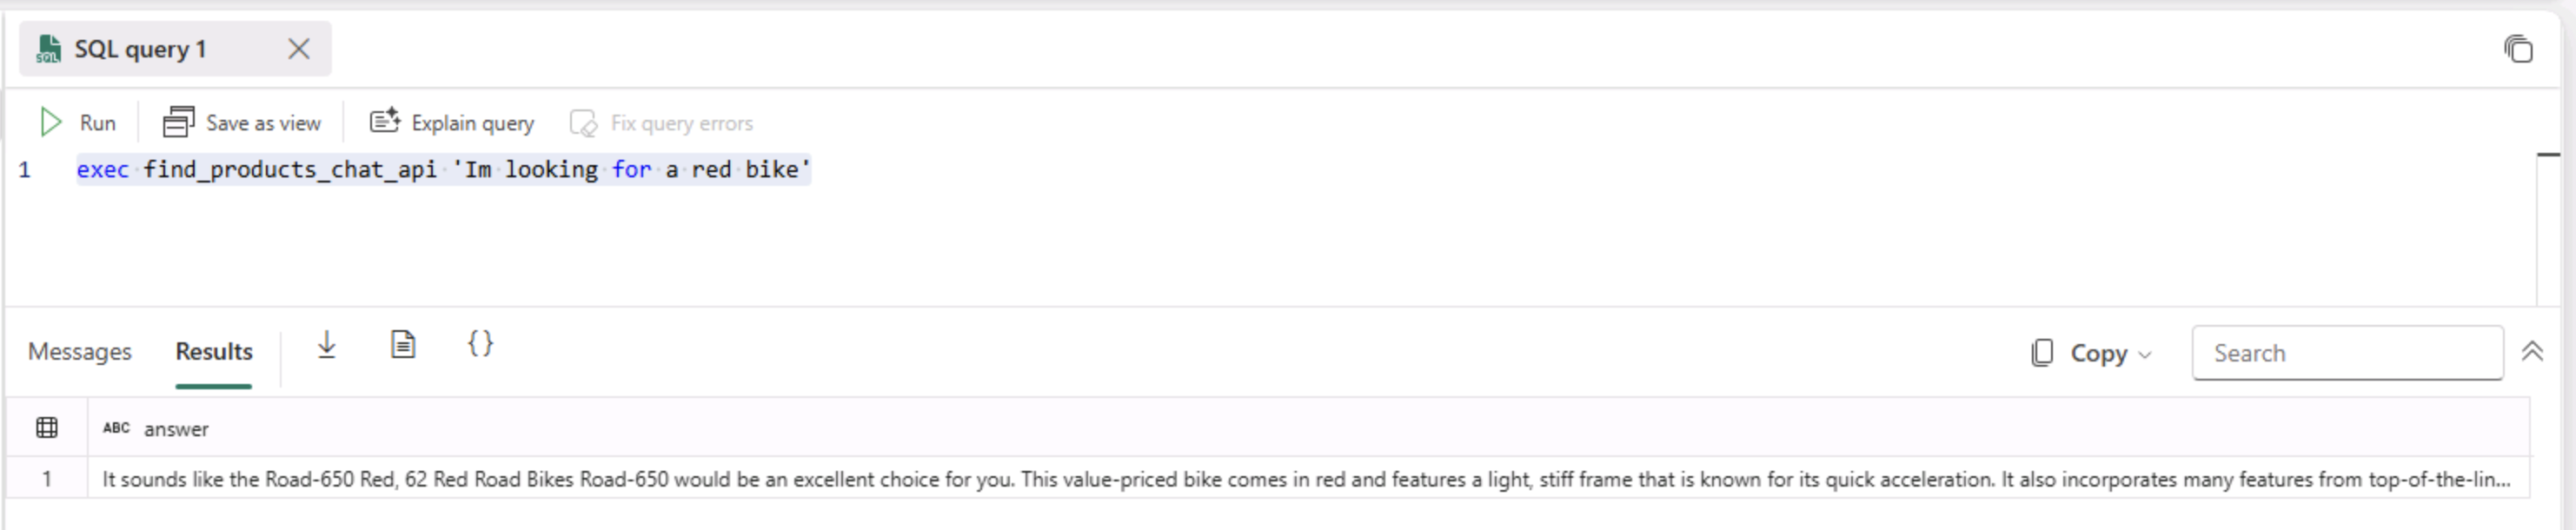 SQL query 1
Run Save as view Explain query Fix query errors
1 exec find_products_chat_api 'Im looking for a red bike'
Messages Results {} Copy Search
ABC answer
1 It sounds like the Road-650 Red, 62 Red Road Bikes Road-650 would be an excellent choice for you. This value-priced bike comes in red and features a light, stiff frame that is known for its quick acceleration. It also incorporates many features from top-of-the-lin...